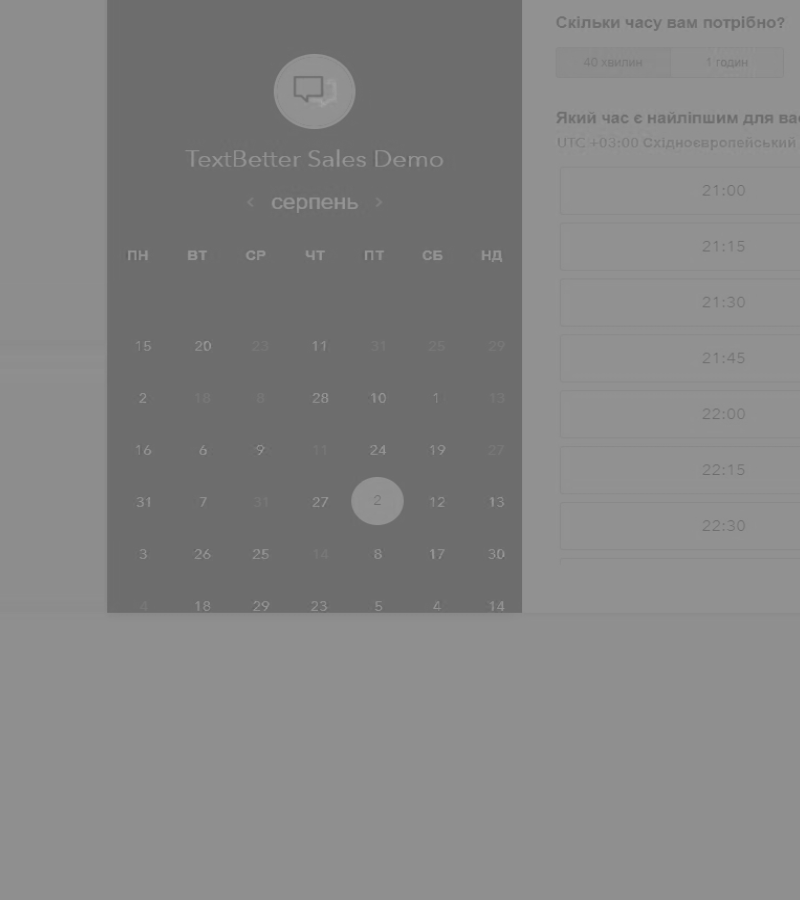 TextBetter Sales Demo
серпень
ПН ВТ СР ЧТ ПТ СБ НД
15 20 23 11 31 25 29
2 18 8 28 10 1 13
16 6 9 11 24 19 27
31 7 31 27 2 12 13
3 26 25 14 8 17 30
4 18 29 23 5 4 14
Скільки часу вам потрібно?
40 хвилин 1 годин
Який час є найліпшим для вас
UTC +03:00 Східноєвропейський
21:00
21:15
21:30
21:45
22:00
22:15
22:30